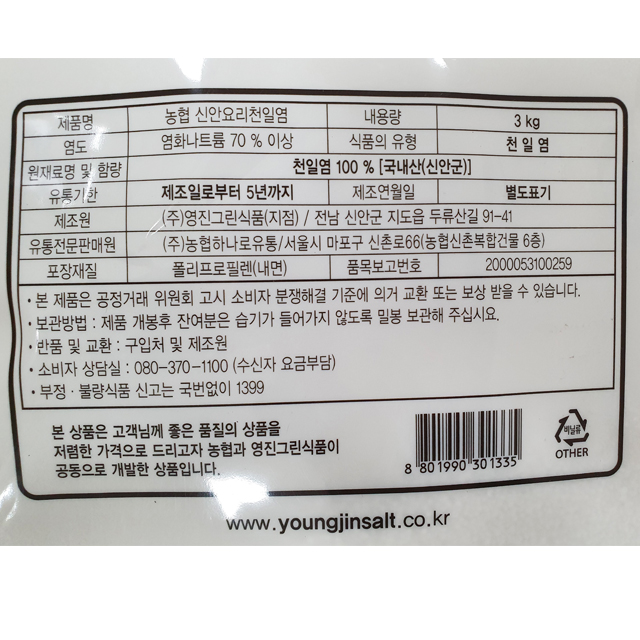 제품명 농협 신안요리천일염 내용량 3 kg
염도 염화나트륨 70 % 이상 식품의 유형 천 일 염
원재료명 및 함량 천일염 100 % [국내산(신안군)]
유통기한 제조일로부터 5년까지 제조연월일 별도표기
제조원 (주)영진그린식품(지점) / 전남 신안군 지도읍 두류산길 91-41
유통전문판매원 (주)농협하나로유통/서울시 마포구 신촌로66(농협신촌복합건물 6층)
포장재질 폴리프로필렌(내면) 품목보고번호 2000053100259
· 본 제품은 공정거래 위원회 고시 소비자 분쟁해결 기준에 의거 교환 또는 보상 받을 수 있습니다.
· 보관방법 : 제품 개봉후 잔여분은 습기가 들어가지 않도록 밀봉 보관해 주십시요.
· 반품 및 교환 : 구입처 및 제조원
· 소비자 상담실 : 080-370-1100 (수신자 요금부담)
· 부정 · 불량식품 신고는 국번없이 1399
본 상품은 고객님께 좋은 품질의 상품을
저렴한 가격으로 드리고자 농협과 영진그린식품이
공동으로 개발한 상품입니다.
8 801990 301335
비닐류
OTHER
www.youngjinsalt.co.kr